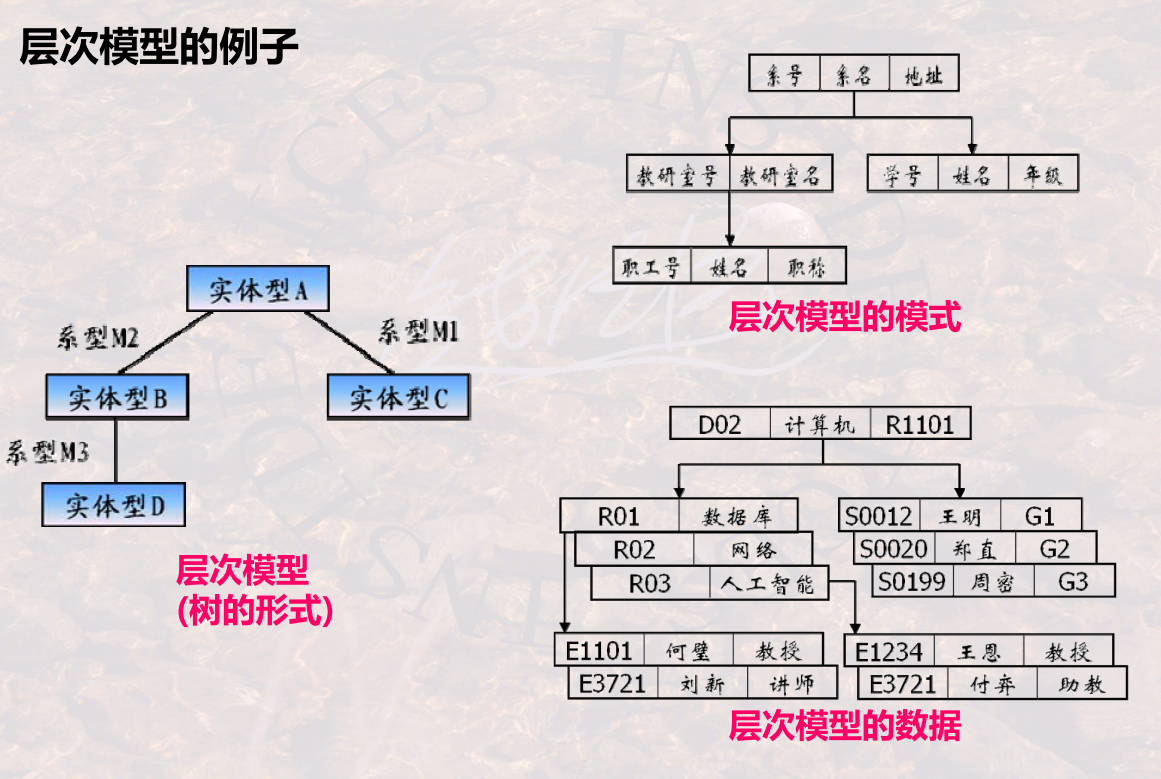 层次模型的例子
系号 系名 地址
教研室号 教研室名
学号 姓名 年级
职工号 姓名 职称
层次模型的模式
实体型A
系型M2
系型M1
实体型B
实体型C
系型M3
实体型D
层次模型
(树的形式)
D02 计算机 R1101
R01 数据库
R02 网络
R03 人工智能
S0012 王明 G1
S0020 郑直 G2
S0199 周密 G3
E1101 何璧 教授
E3721 刘新 讲师
E1234 王恩 教授
E3721 付弈 助教
层次模型的数据